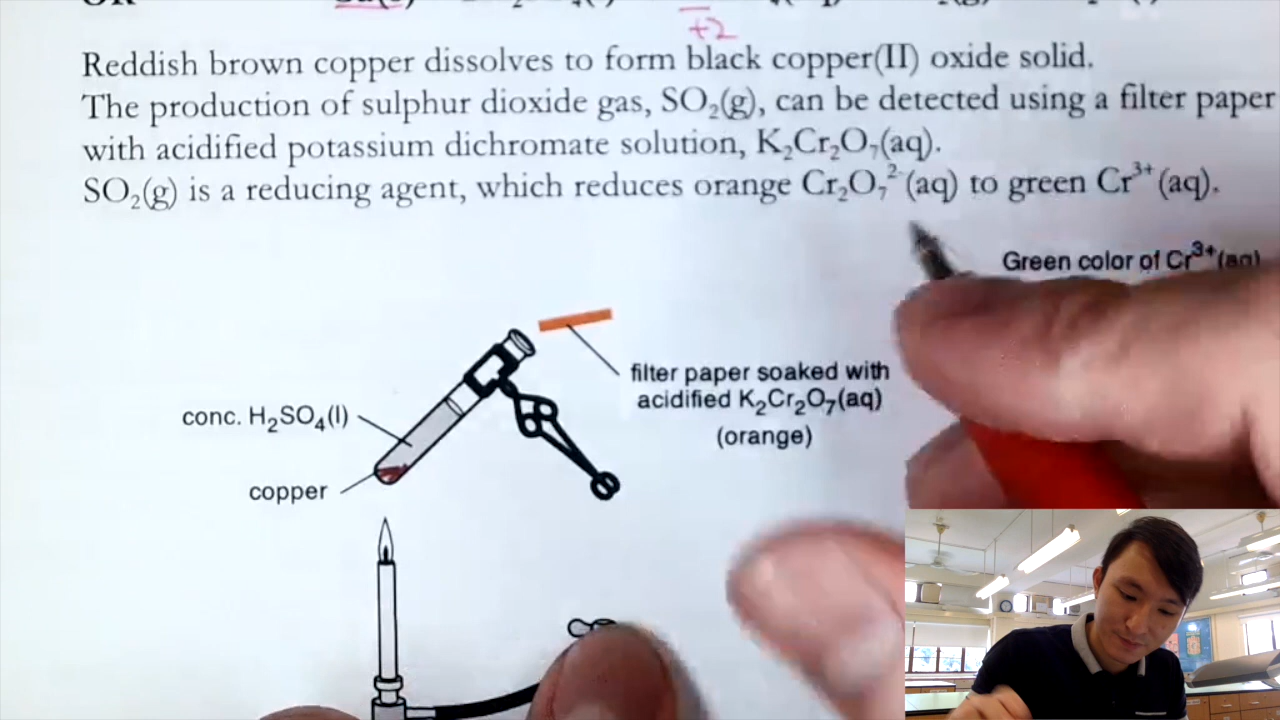 +2
Reddish brown copper dissolves to form black copper(II) oxide solid.
The production of sulphur dioxide gas, SO₂(g), can be detected using a filter paper
with acidified potassium dichromate solution, K₂Cr₂O₇(aq).
SO₂(g) is a reducing agent, which reduces orange Cr₂O₇²⁻(aq) to green Cr³⁺(aq).
Green color of Cr³⁺(aq)
filter paper soaked with
acidified K₂Cr₂O₇(aq)
(orange)
conc. H₂SO₄(l)
copper